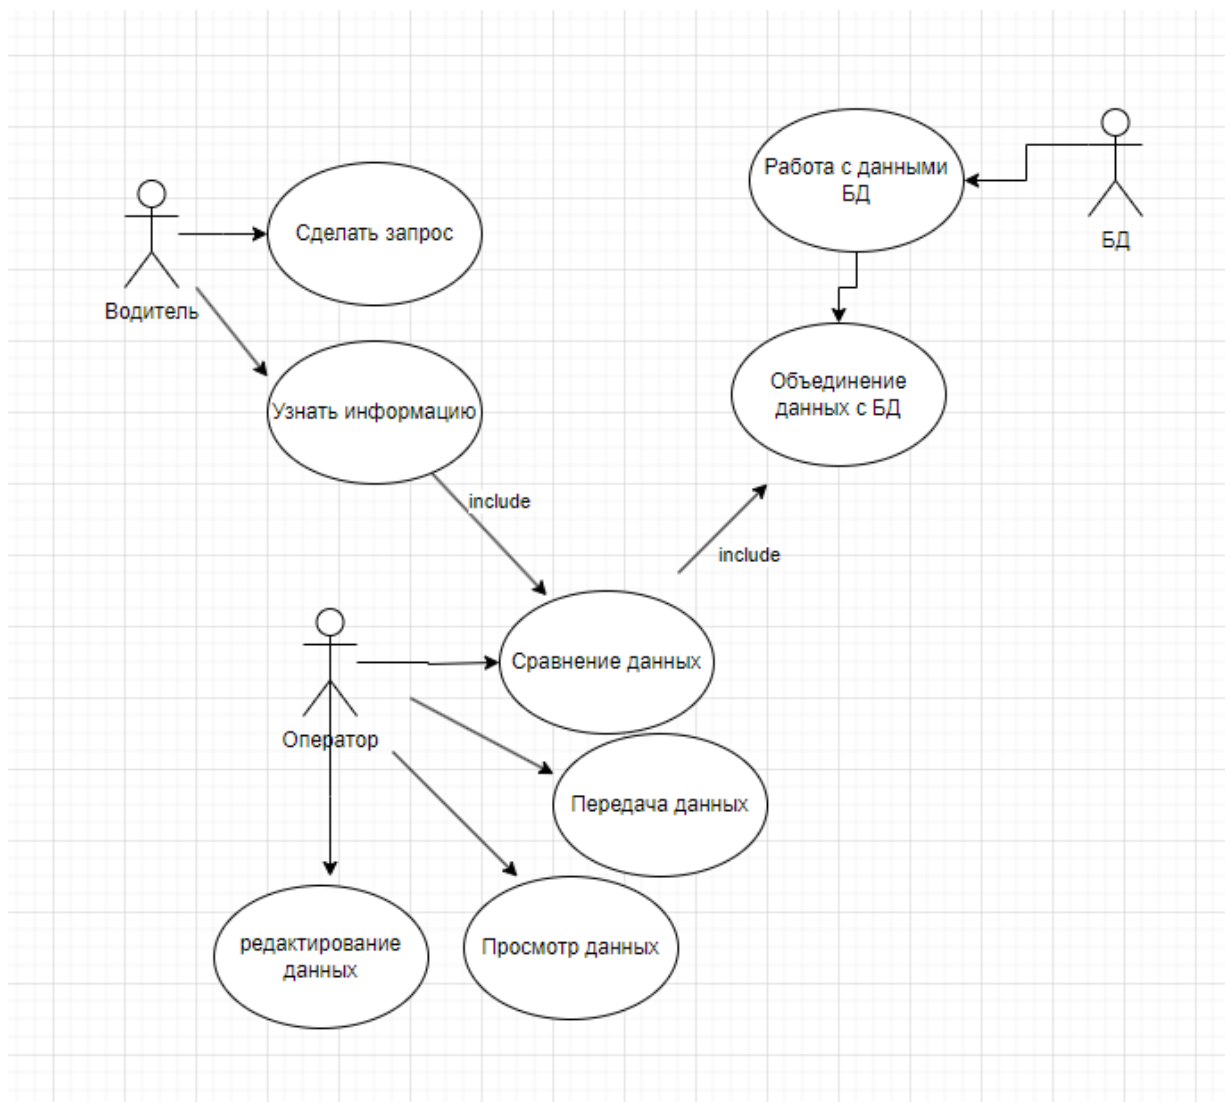 Работа с данными
БД
БД
Сделать запрос
Водитель
Узнать информацию
Объединение
данных с БД
include
include
Сравнение данных
Оператор
Передача данных
редактирование
данных
Просмотр данных